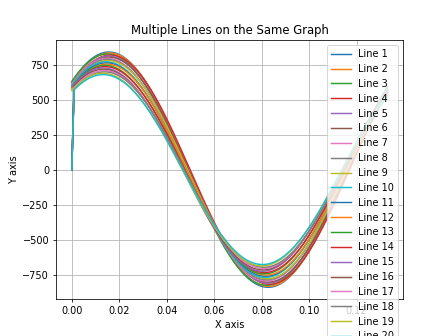 Multiple Lines on the Same Graph
Y axis
750
500
250
0
−250
−500
−750
0.00
0.02
0.04
0.06
0.08
0.10
X axis
Line 1
Line 2
Line 3
Line 4
Line 5
Line 6
Line 7
Line 8
Line 9
Line 10
Line 11
Line 12
Line 13
Line 14
Line 15
Line 16
Line 17
Line 18
Line 19
Line 20